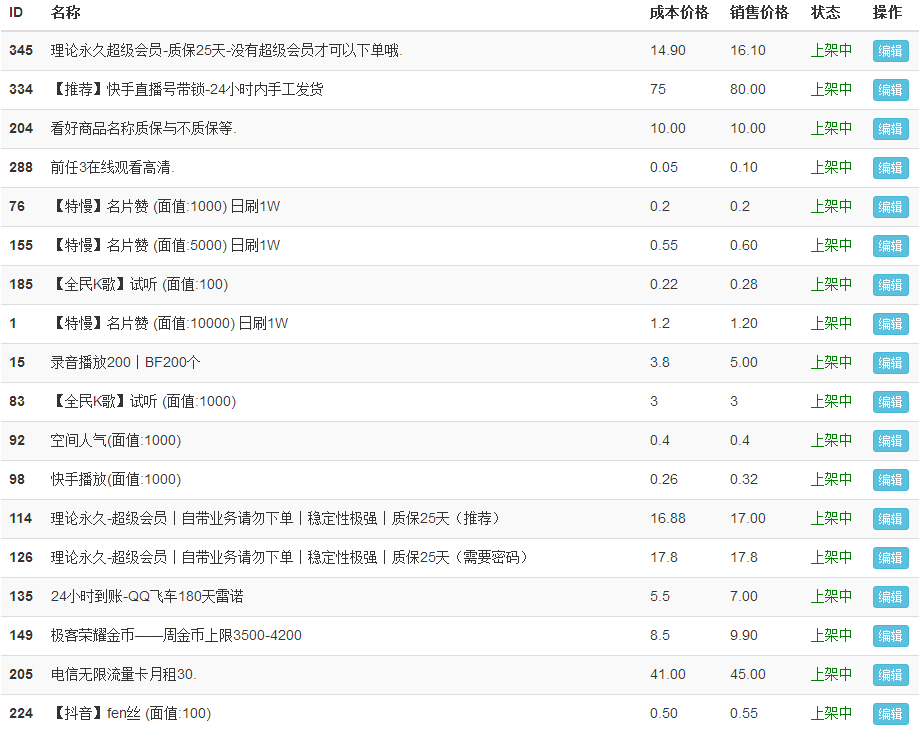 ID 名称 成本价格 销售价格 状态 操作
345 理论永久超级会员-质保25天-没有超级会员才可以下单哦. 14.90 16.10 上架中 编辑
334 【推荐】快手直播号带锁-24小时内手工发货 75 80.00 上架中 编辑
204 看好商品名称质保与不质保等. 10.00 10.00 上架中 编辑
288 前任3在线观看高清. 0.05 0.10 上架中 编辑
76 【特慢】名片赞 (面值:1000) 日刷1W 0.2 0.2 上架中 编辑
155 【特慢】名片赞 (面值:5000) 日刷1W 0.55 0.60 上架中 编辑
185 【全民K歌】试听 (面值:100) 0.22 0.28 上架中 编辑
1 【特慢】名片赞 (面值:10000) 日刷1W 1.2 1.20 上架中 编辑
15 录音播放200丨BF200个 3.8 5.00 上架中 编辑
83 【全民K歌】试听 (面值:1000) 3 3 上架中 编辑
92 空间人气(面值:1000) 0.4 0.4 上架中 编辑
98 快手播放(面值:1000) 0.26 0.32 上架中 编辑
114 理论永久-超级会员丨自带业务请勿下单丨稳定性极强丨质保25天（推荐） 16.88 17.00 上架中 编辑
126 理论永久-超级会员丨自带业务请勿下单丨稳定性极强丨质保25天（需要密码） 17.8 17.8 上架中 编辑
135 24小时到账-QQ飞车180天雷诺 5.5 7.00 上架中 编辑
149 极客荣耀金币——周金币上限3500-4200 8.5 9.90 上架中 编辑
205 电信无限流量卡月租30. 41.00 45.00 上架中 编辑
224 【抖音】fen丝 (面值:100) 0.50 0.55 上架中 编辑